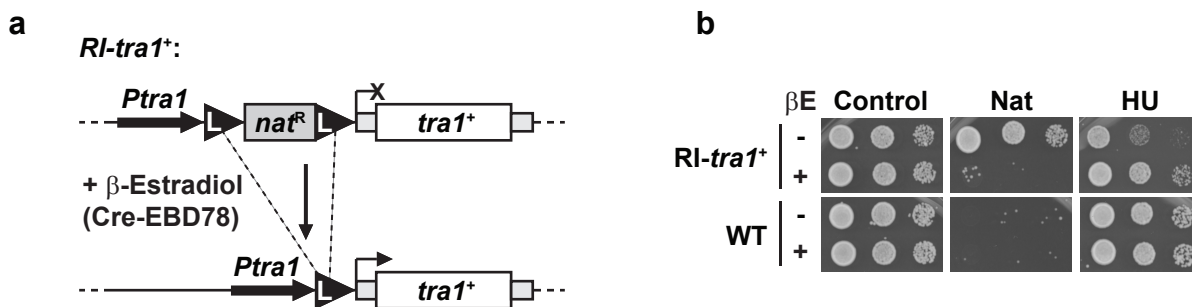 a
RI-tra1⁺:
Ptra1
L natᴿ L X tra1⁺
+ β-Estradiol
(Cre-EBD78)
Ptra1
L tra1⁺
b
βE Control Nat HU
RI-tra1⁺
-
+
WT
-
+